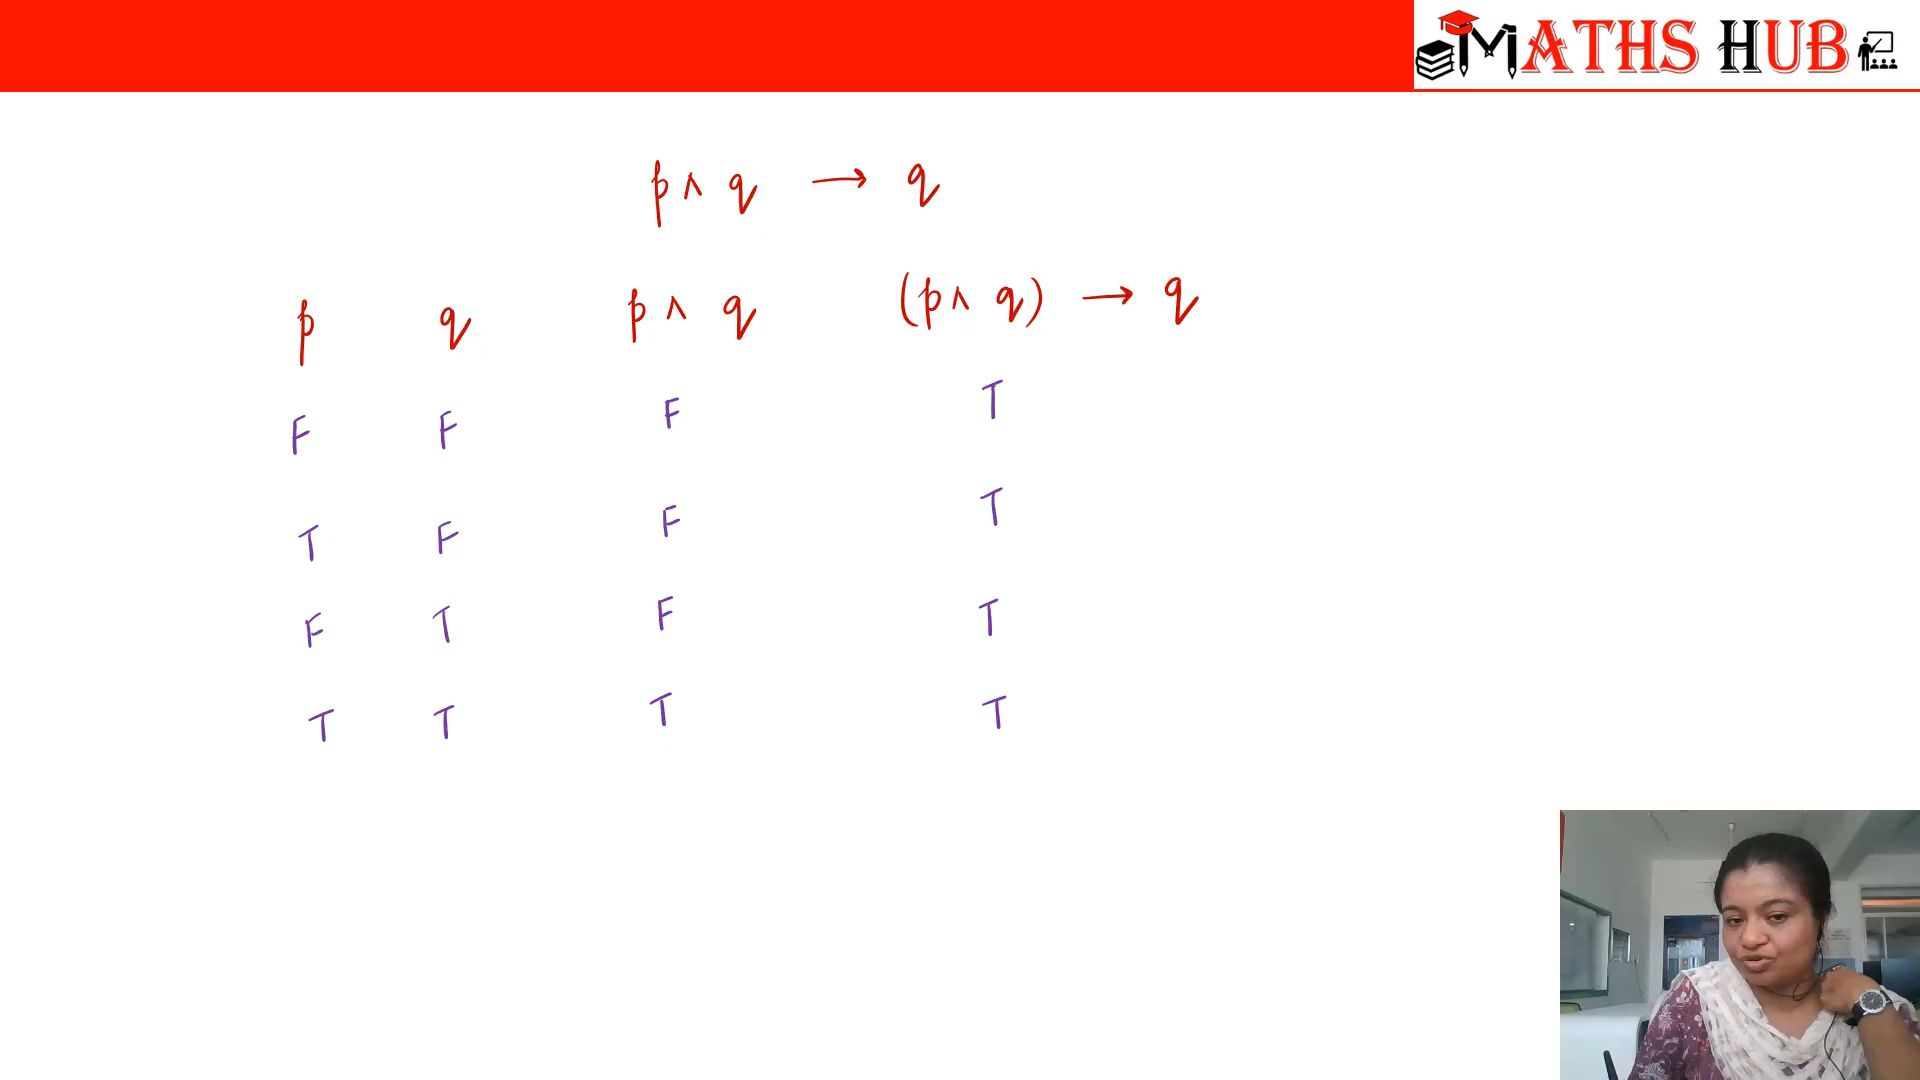 MATHS HUB
p ∧ q → q
p q p ∧ q (p ∧ q) → q
F F F T
T F F T
F T F T
T T T T